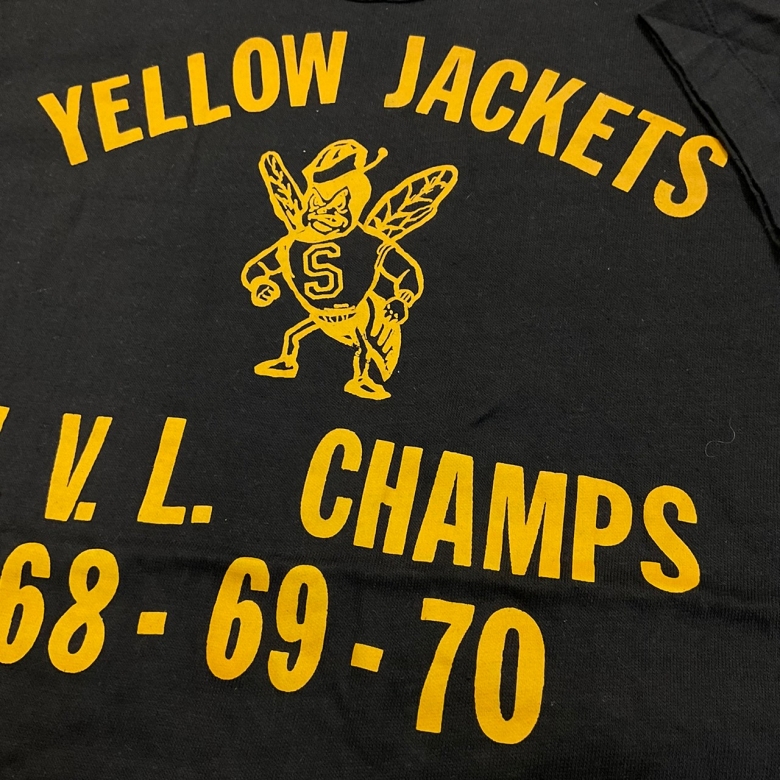 YELLOW JACKETS
S
V. L. CHAMPS
68 - 69 - 70